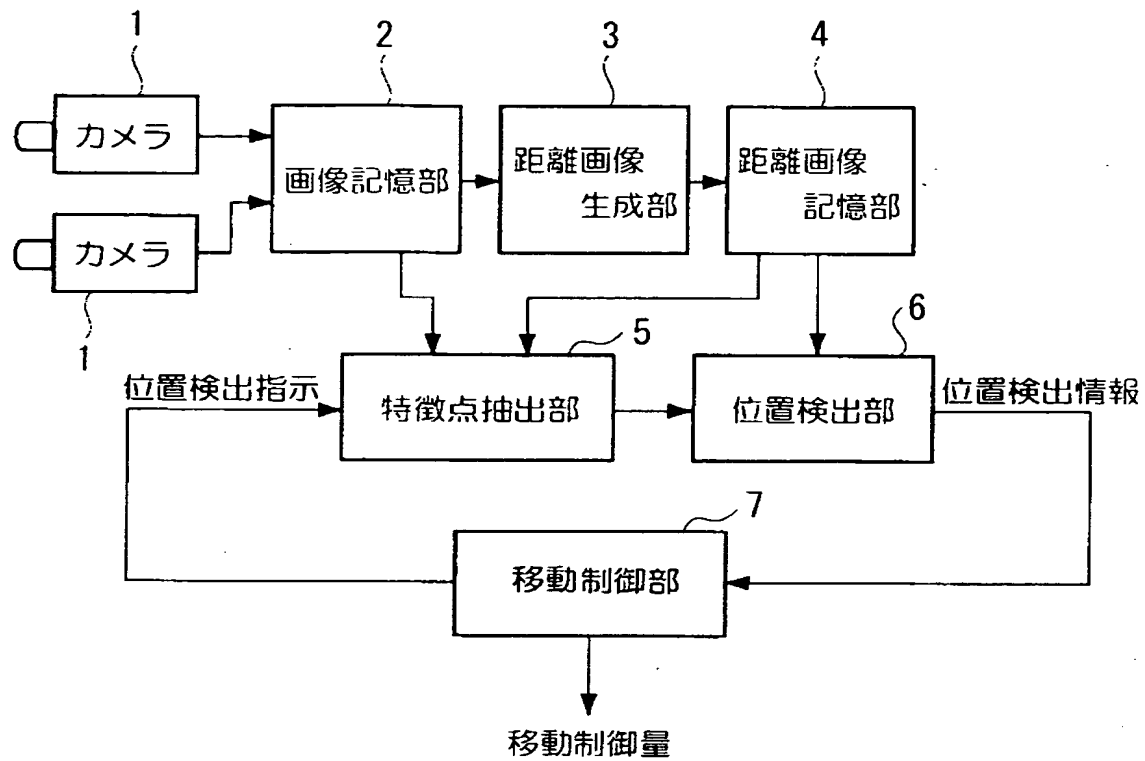 1
2
3
4
カメラ
画像記憶部
距離画像
生成部
距離画像
記憶部
カメラ
1
5
6
位置検出指示
特徴点抽出部
位置検出部
位置検出情報
7
移動制御部
移動制御量